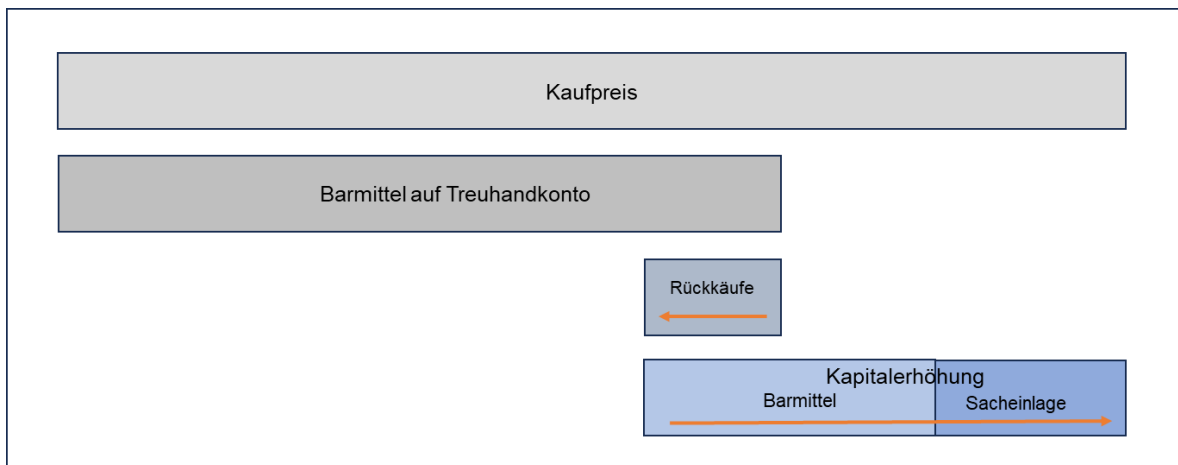 Kaufpreis
Barmittel auf Treuhandkonto
Rückkäufe
Kapitalerhöhung
Barmittel
Sacheinlage